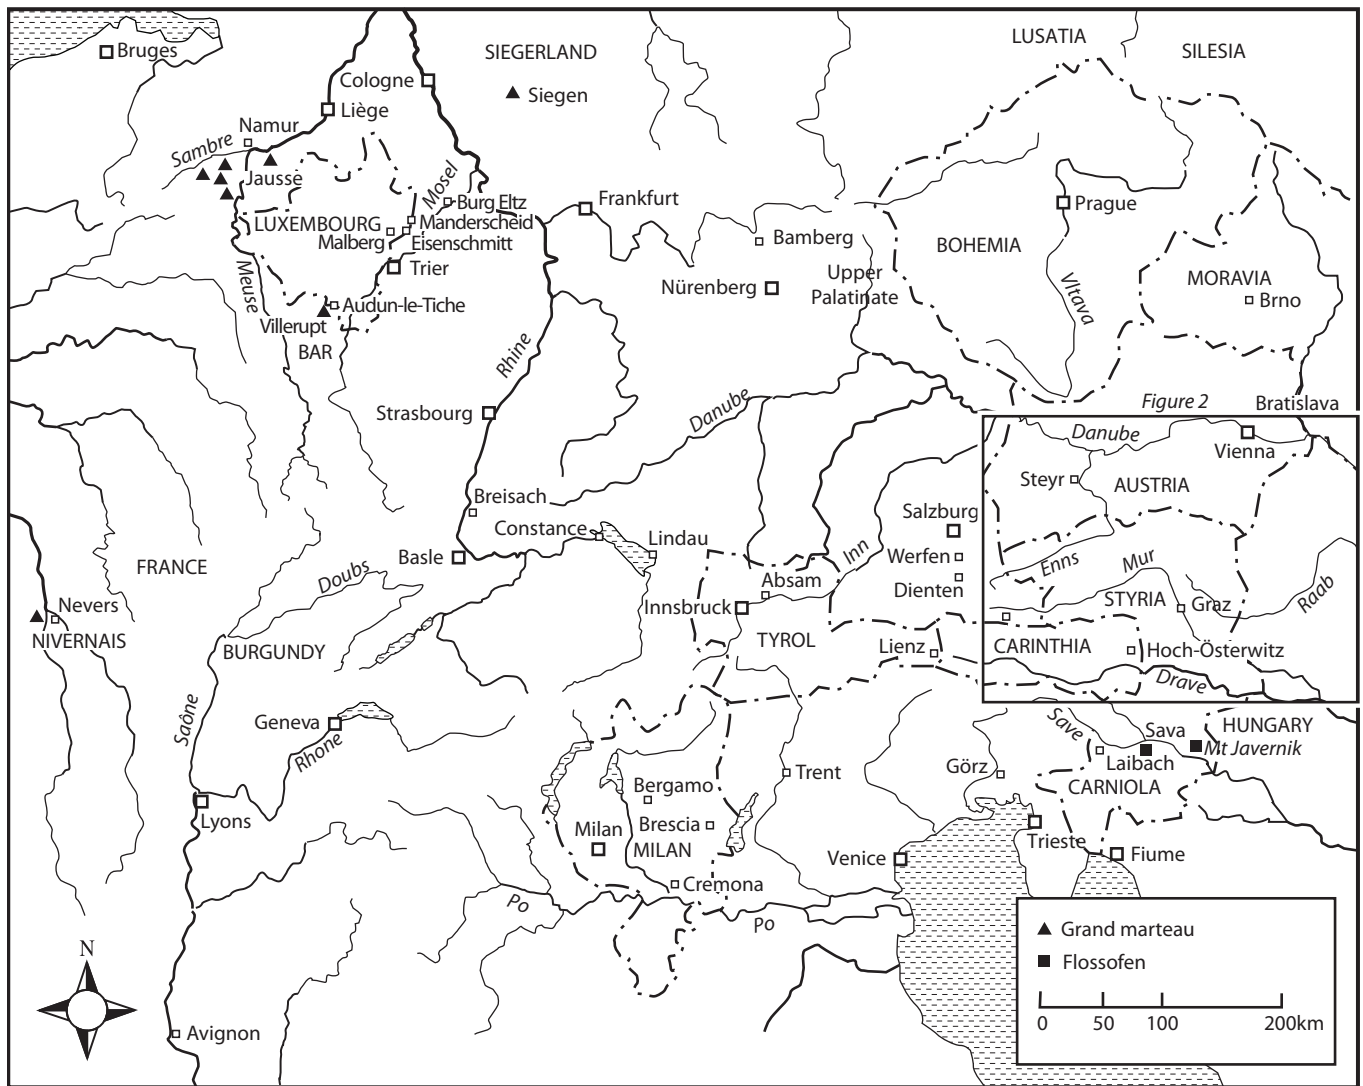 LUSATIA
SILESIA
Bruges
SIEGERLAND
Cologne
Siegen
Liège
Namur
Sambre
Jausse
Mosel
Burg Eltz
Frankfurt
Prague
LUXEMBOURG
Manderscheid
Malberg
Eisenschmitt
Bamberg
BOHEMIA
Trier
Meuse
Nürenberg
Upper
Palatinate
Vltava
MORAVIA
Brno
Audun-le-Tiche
Villerupt
BAR
Rhine
Strasbourg
Danube
Figure 2
Bratislava
Danube
Vienna
Steyr
AUSTRIA
Breisach
Constance
Lindau
Salzburg
Basle
Inn
Werfen
Enns
Mur
FRANCE
Doubs
Absam
Dienten
Raab
Nevers
Innsbruck
STYRIA
Graz
NIVERNAIS
BURGUNDY
TYROL
Lienz
CARINTHIA
Hoch-Österwitz
Drave
Saône
Geneva
Rhone
Save
Sava
HUNGARY
Mt Javernik
Laibach
Trent
Görz
CARNIOLA
Bergamo
Lyons
Milan
Brescia
MILAN
Trieste
Venice
Fiume
Cremona
Po
Po
N
Grand marteau
Flossofen
0 50 100 200km
Avignon